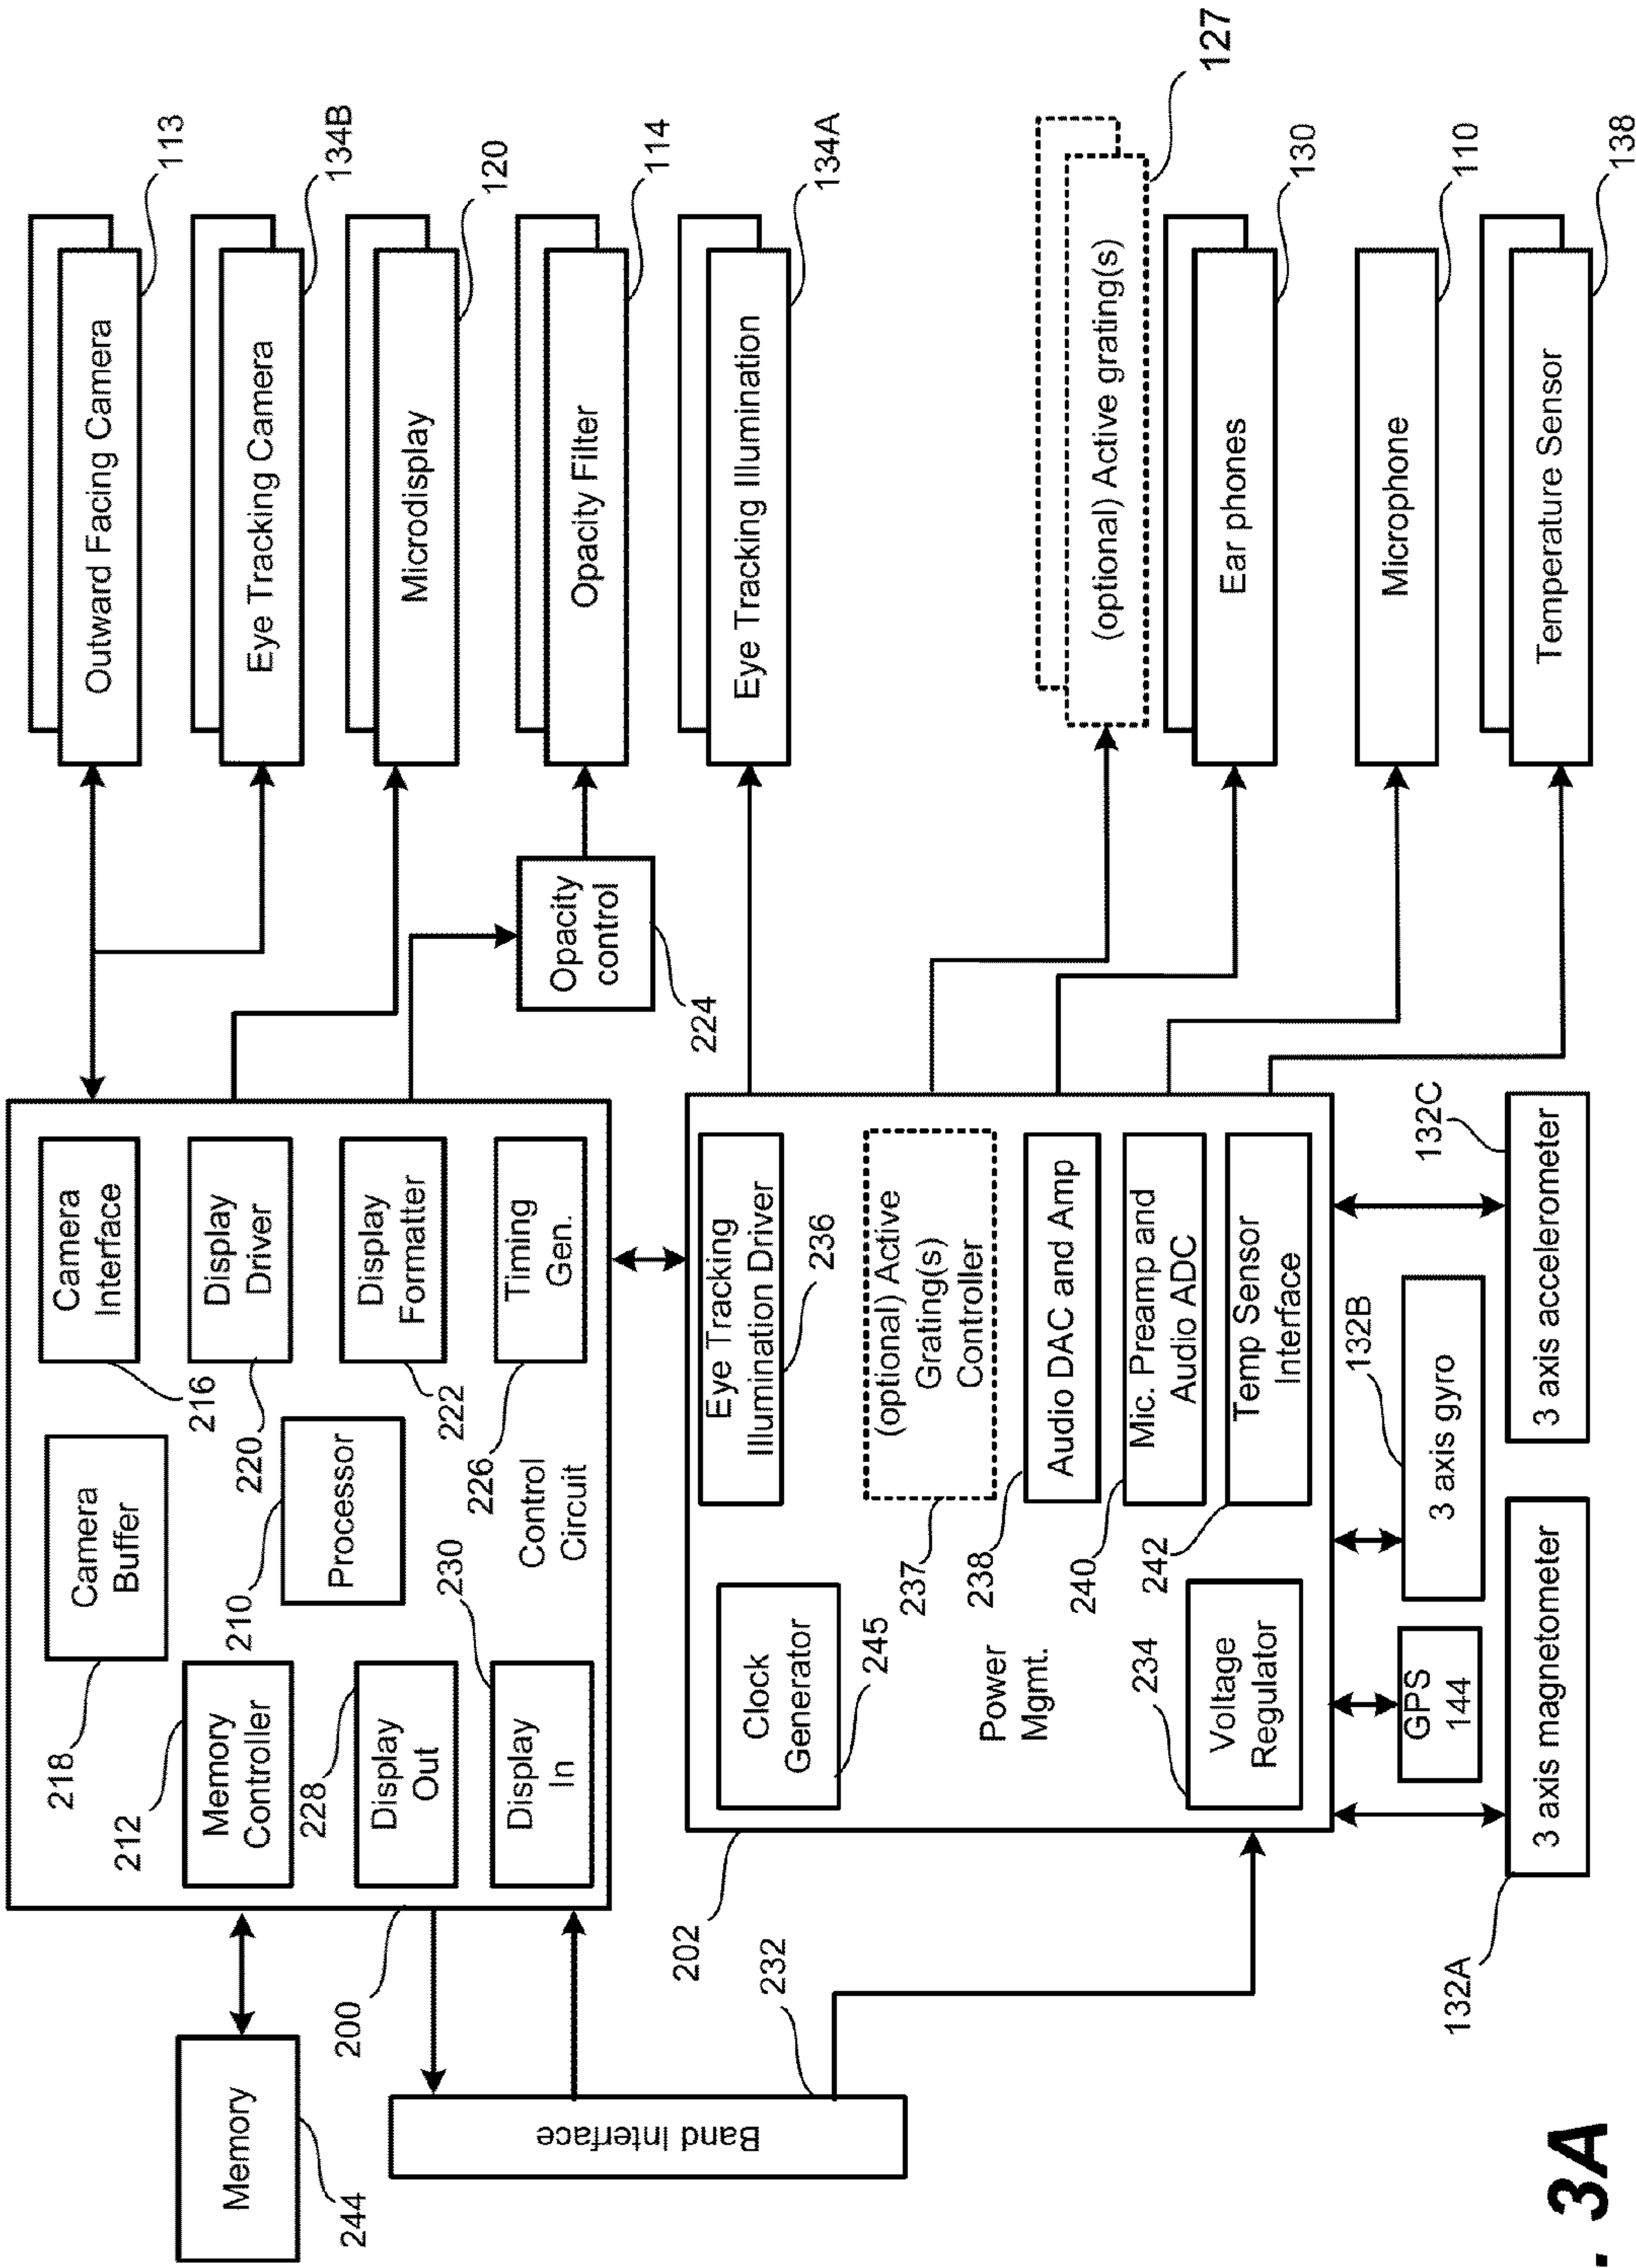 Outward Facing Camera
113
Eye Tracking Camera
134B
Microdisplay
120
Opacity Filter
114
Eye Tracking Illumination
134A
(optional) Active grating(s)
127
Ear phones
130
Microphone
110
Temperature Sensor
138
Opacity
control
224
Camera
Interface
216
Display
Driver
220
Display
Formatter
222
Timing
Gen.
226
Camera
Buffer
218
Processor
210
Control
Circuit
Memory
Controller
212
Display
Out
228
Display
In
230
200
Memory
244
Band Interface
232
Eye Tracking
Illumination Driver
236
(optional) Active
Grating(s)
Controller
237
Audio DAC and Amp
238
Mic. Preamp and
Audio ADC
240
Temp Sensor
Interface
242
Clock
Generator
245
Power
Mgmt.
Voltage
Regulator
234
202
3 axis magnetometer
132A
GPS
144
3 axis gyro
132B
3 axis accelerometer
132C
. 3A